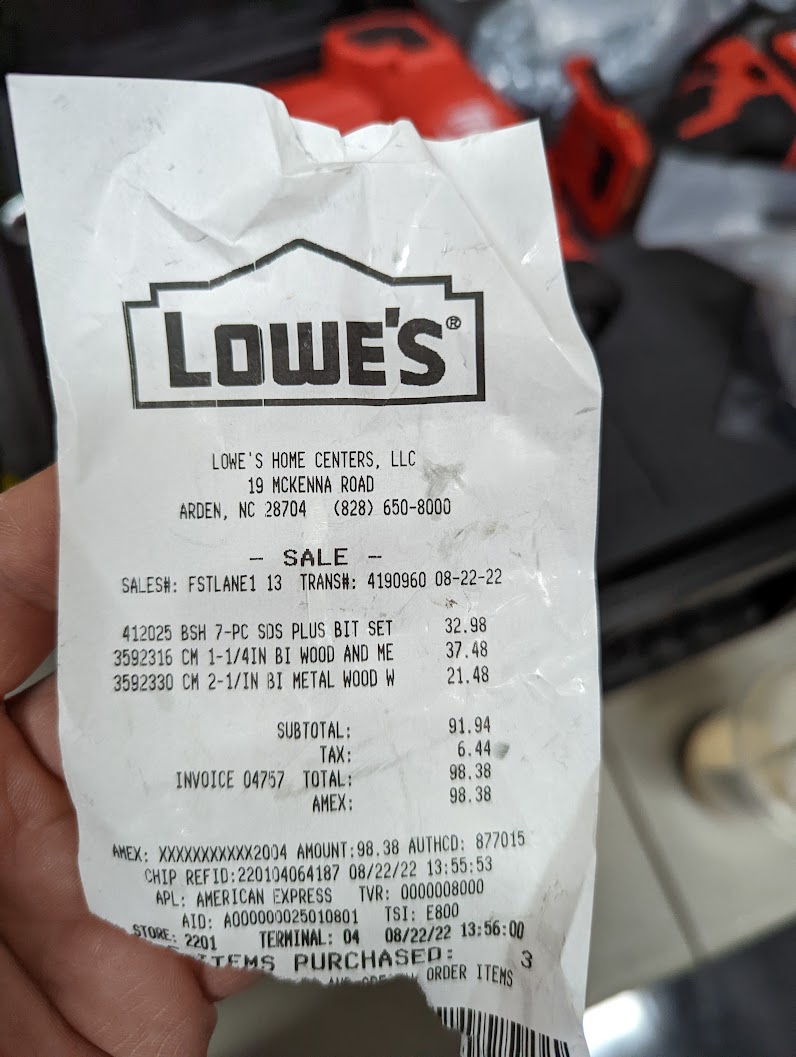 LOWE'S®
LOWE'S HOME CENTERS, LLC
19 MCKENNA ROAD
ARDEN, NC 28704 (828) 650-8000
- SALE -
SALES#: FSTLANE1 13 TRANS#: 4190960 08-22-22
412025 BSH 7-PC SDS PLUS BIT SET 32.98
3592316 CM 1-1/4IN BI WOOD AND ME 37.48
3592330 CM 2-1/IN BI METAL WOOD W 21.48
SUBTOTAL: 91.94
TAX: 6.44
INVOICE 04757 TOTAL: 98.38
AMEX: 98.38
AMEX: XXXXXXXXXXX2004 AMOUNT:98.38 AUTHCD: 877015
CHIP REFID:220104064187 08/22/22 13:55:53
APL: AMERICAN EXPRESS TVR: 0000008000
AID: A000000025010801 TSI: E800
STORE: 2201 TERMINAL: 04 08/22/22 13:56:00
ITEMS PURCHASED: 3
ORDER ITEMS